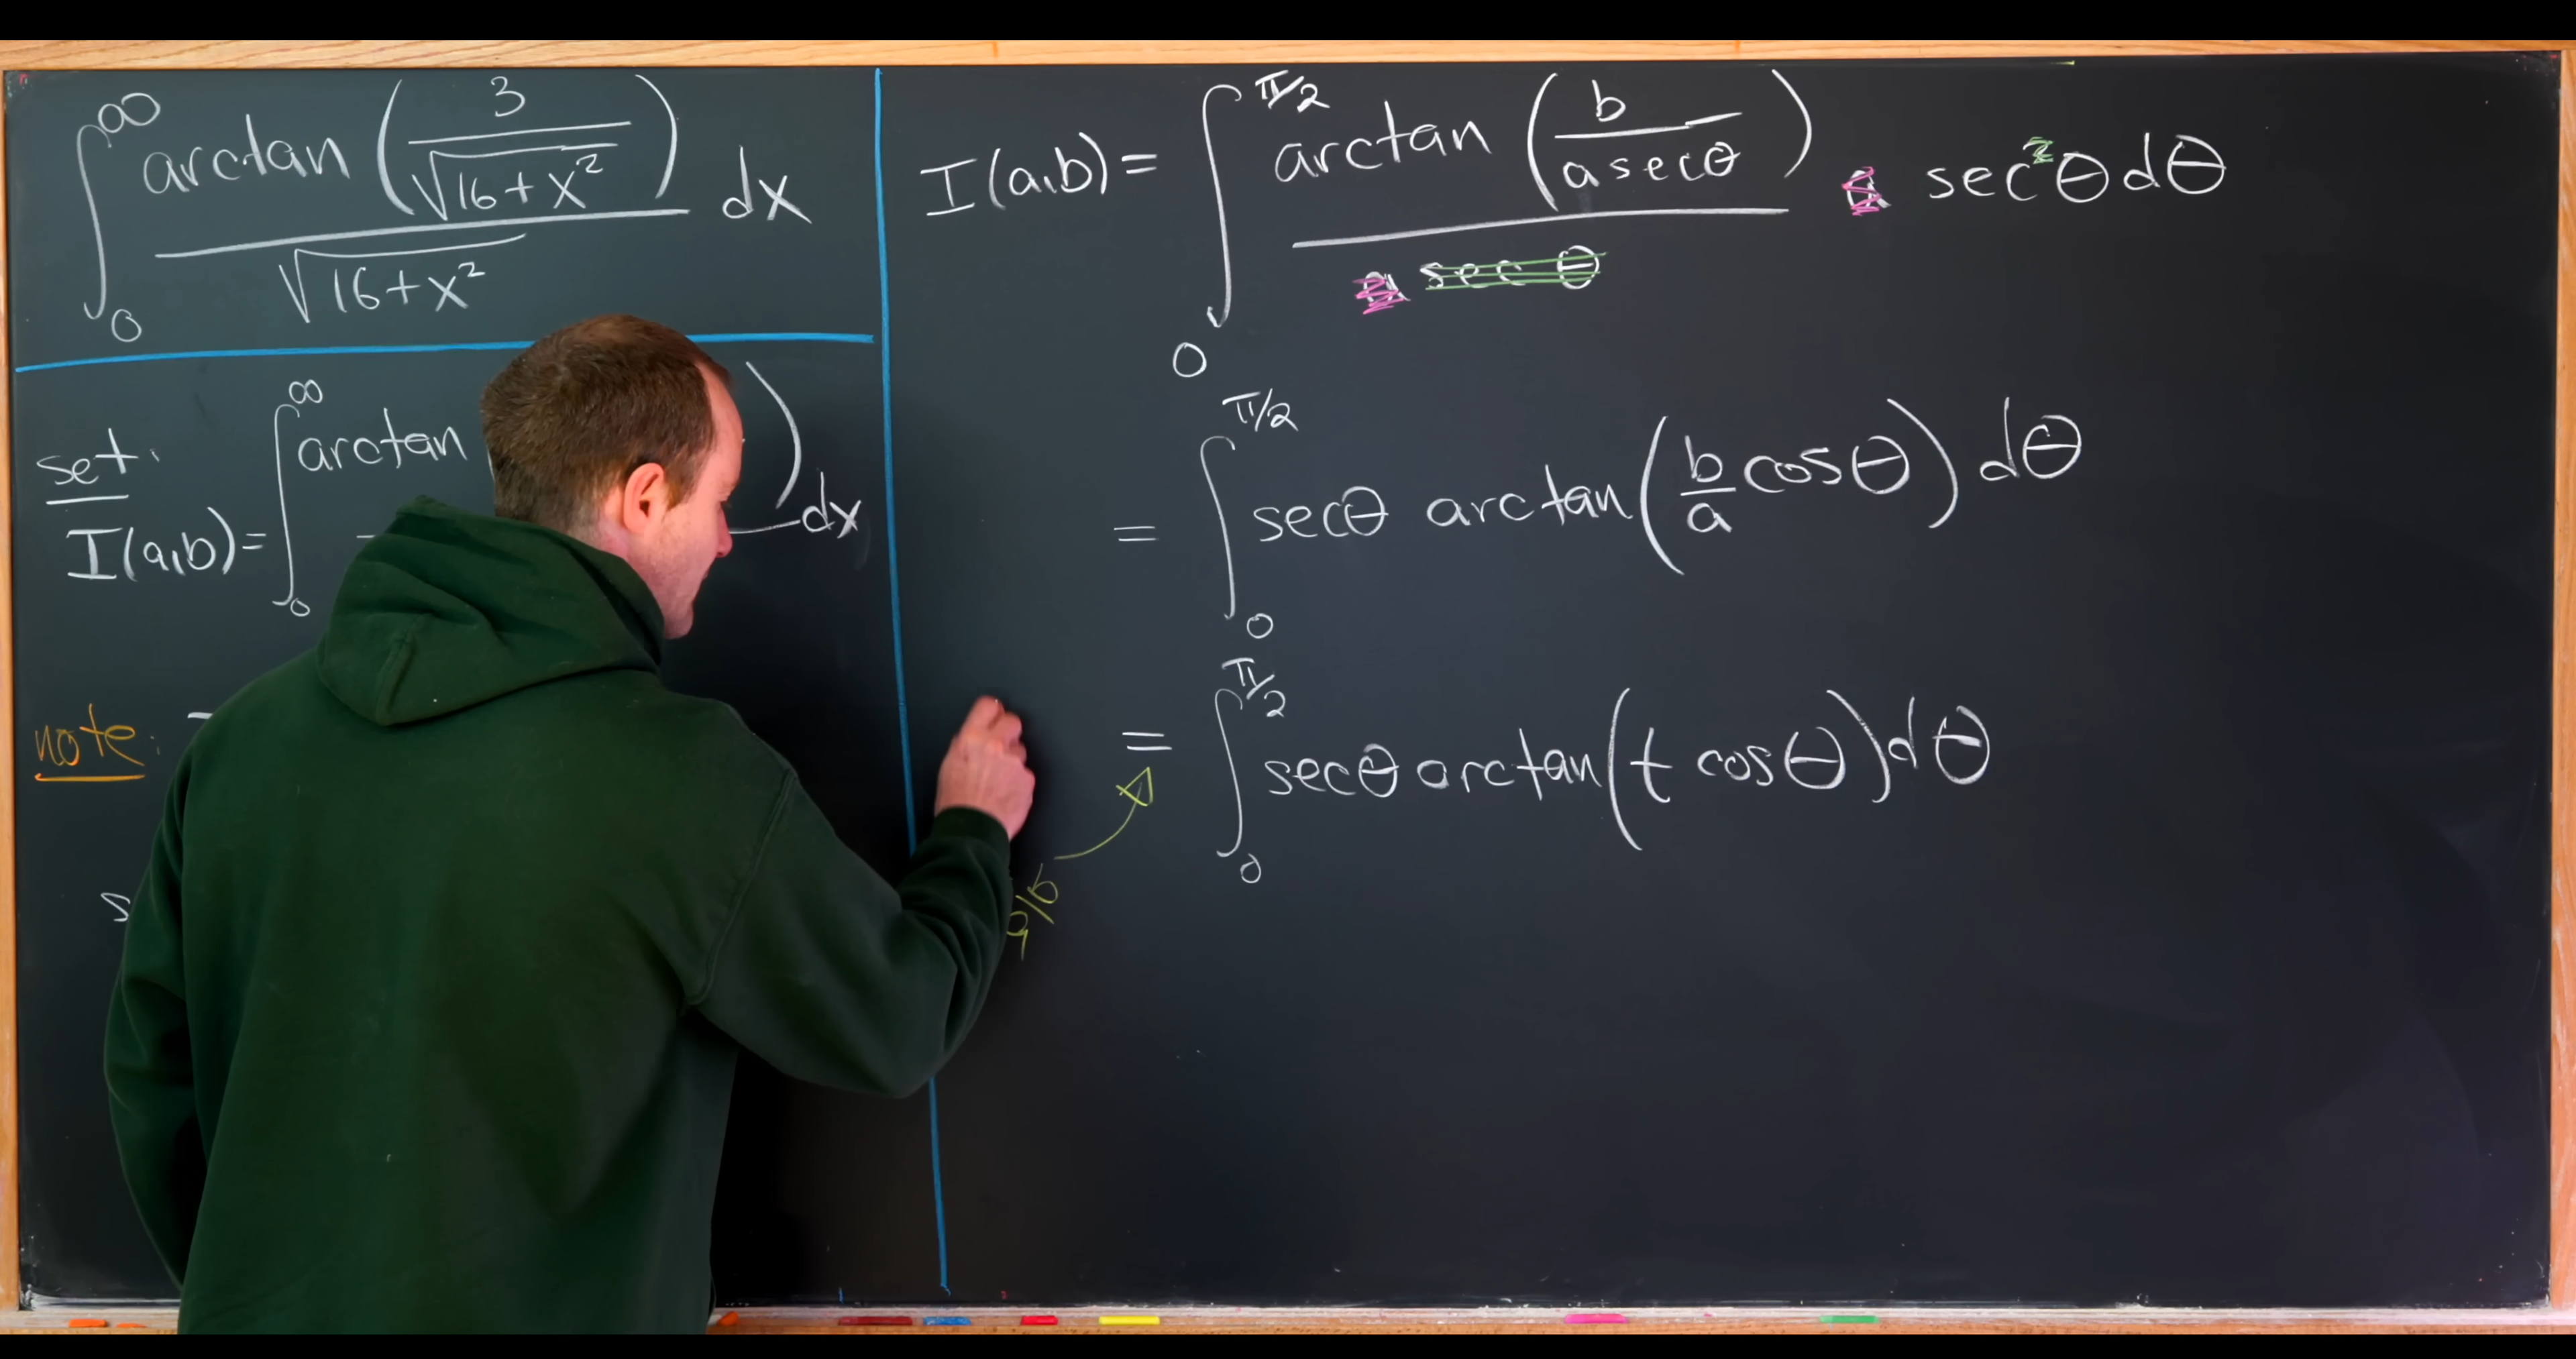 ∫₀^∞ arctan(3/√(16+x²)) / √(16+x²) dx
set:
I(a,b) = ∫₀^∞ arctan ) dx
note:
I(a,b) = ∫₀^{π/2} arctan(b/(a secθ)) / (a secθ) a sec²θ dθ
= ∫₀^{π/2} secθ arctan(b/a cosθ) dθ
= ∫₀^{π/2} secθ arctan(t cosθ) dθ